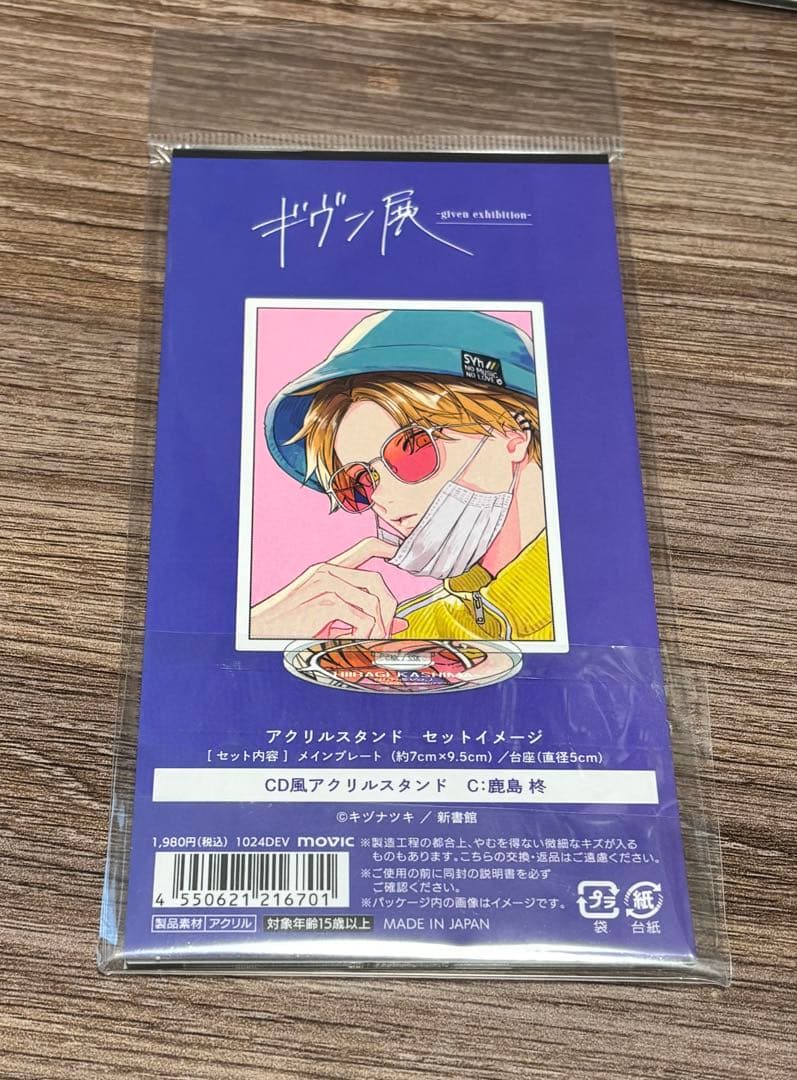 ギヴン展 -given exhibition-
syh //
NO MUSIC,
NO LOVE.
HIIRAGI KASHIMA
アクリルスタンド　セットイメージ
[ セット内容 ] メインプレート（約7cm×9.5cm）／台座（直径5cm）
CD風アクリルスタンド　C：鹿島 柊
©キヅナツキ ／ 新書館
1,980円（税込） 1024DEV movic
※製造工程の都合上、やむを得ない微細なキズが入る
ものもあります。こちらの交換・返品はご遠慮ください。
※ご使用の前に同封の説明書を必ず
ご確認ください。
※パッケージ内の画像はイメージです。
4 550621 216701
製品素材 アクリル 対象年齢15歳以上 MADE IN JAPAN
プラ 紙
袋 台紙